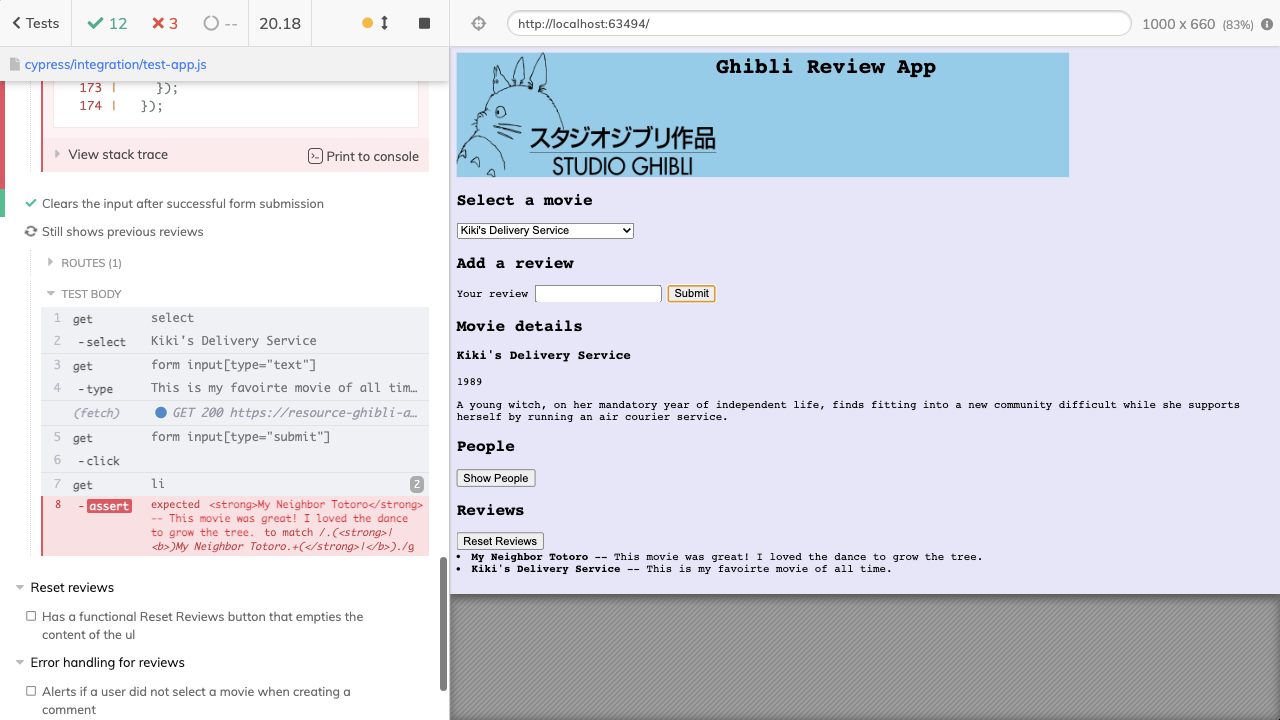 Tests
12
3
--
20.18
http://localhost:63494/
1000 x 660 (83%)
cypress/integration/test-app.js
173 | });
174 | });
View stack trace
Print to console
Clears the input after successful form submission
Still shows previous reviews
ROUTES (1)
TEST BODY
1 get select
2 -select Kiki's Delivery Service
3 get form input[type="text"]
4 -type This is my favoirte movie of all tim…
(fetch) GET 200 https://resource-ghibli-a…
5 get form input[type="submit"]
6 -click
7 get li 2
8 -assert expected <strong>My Neighbor Totoro</strong>
-- This movie was great! I loved the dance
to grow the tree. to match /.(<strong>|
<b>)My Neighbor Totoro.+(</strong>|</b>)./g
Reset reviews
Has a functional Reset Reviews button that empties the
content of the ul
Error handling for reviews
Alerts if a user did not select a movie when creating a
comment
Ghibli Review App
スタジオジブリ作品
STUDIO GHIBLI
Select a movie
Kiki's Delivery Service
Add a review
Your review Submit
Movie details
Kiki's Delivery Service
1989
A young witch, on her mandatory year of independent life, finds fitting into a new community difficult while she supports
herself by running an air courier service.
People
Show People
Reviews
Reset Reviews
• My Neighbor Totoro -- This movie was great! I loved the dance to grow the tree.
• Kiki's Delivery Service -- This is my favoirte movie of all time.